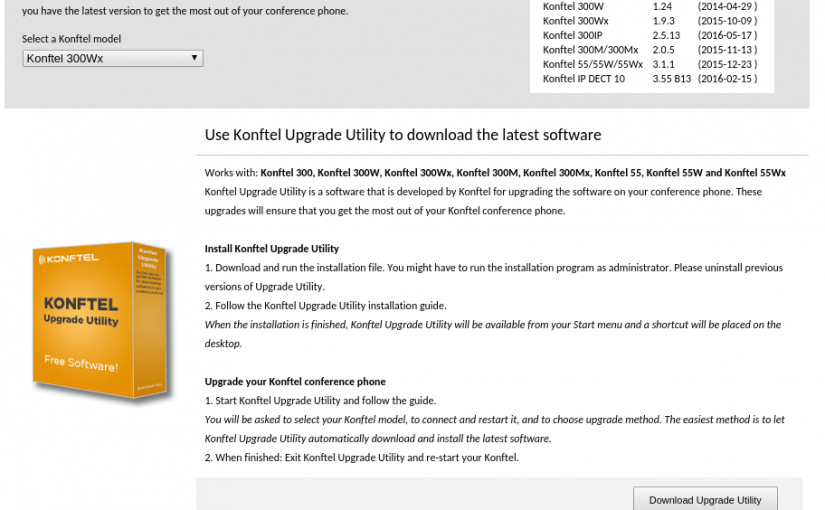 you have the latest version to get the most out of your conference phone.
Select a Konftel model
Konftel 300Wx
Konftel 300W 1.24 (2014-04-29 )
Konftel 300Wx 1.9.3 (2015-10-09 )
Konftel 300IP 2.5.13 (2016-05-17 )
Konftel 300M/300Mx 2.0.5 (2015-11-13 )
Konftel 55/55W/55Wx 3.1.1 (2015-12-23 )
Konftel IP DECT 10 3.55 B13 (2016-02-15 )
Use Konftel Upgrade Utility to download the latest software
Works with: Konftel 300, Konftel 300W, Konftel 300Wx, Konftel 300M, Konftel 300Mx, Konftel 55, Konftel 55W and Konftel 55Wx
Konftel Upgrade Utility is a software that is developed by Konftel for upgrading the software on your conference phone. These
upgrades will ensure that you get the most out of your Konftel conference phone.
Install Konftel Upgrade Utility
1. Download and run the installation file. You might have to run the installation program as administrator. Please uninstall previous
versions of Upgrade Utility.
2. Follow the Konftel Upgrade Utility installation guide.
When the installation is finished, Konftel Upgrade Utility will be available from your Start menu and a shortcut will be placed on the
desktop.
Upgrade your Konftel conference phone
1. Start Konftel Upgrade Utility and follow the guide.
You will be asked to select your Konftel model, to connect and restart it, and to choose upgrade method. The easiest method is to let
Konftel Upgrade Utility automatically download and install the latest software.
2. When finished: Exit Konftel Upgrade Utility and re-start your Konftel.
Download Upgrade Utility
KONFTEL
KONFTEL
Upgrade Utility
Free Software!
Konftel
Upgrade
Utility
KONFTEL